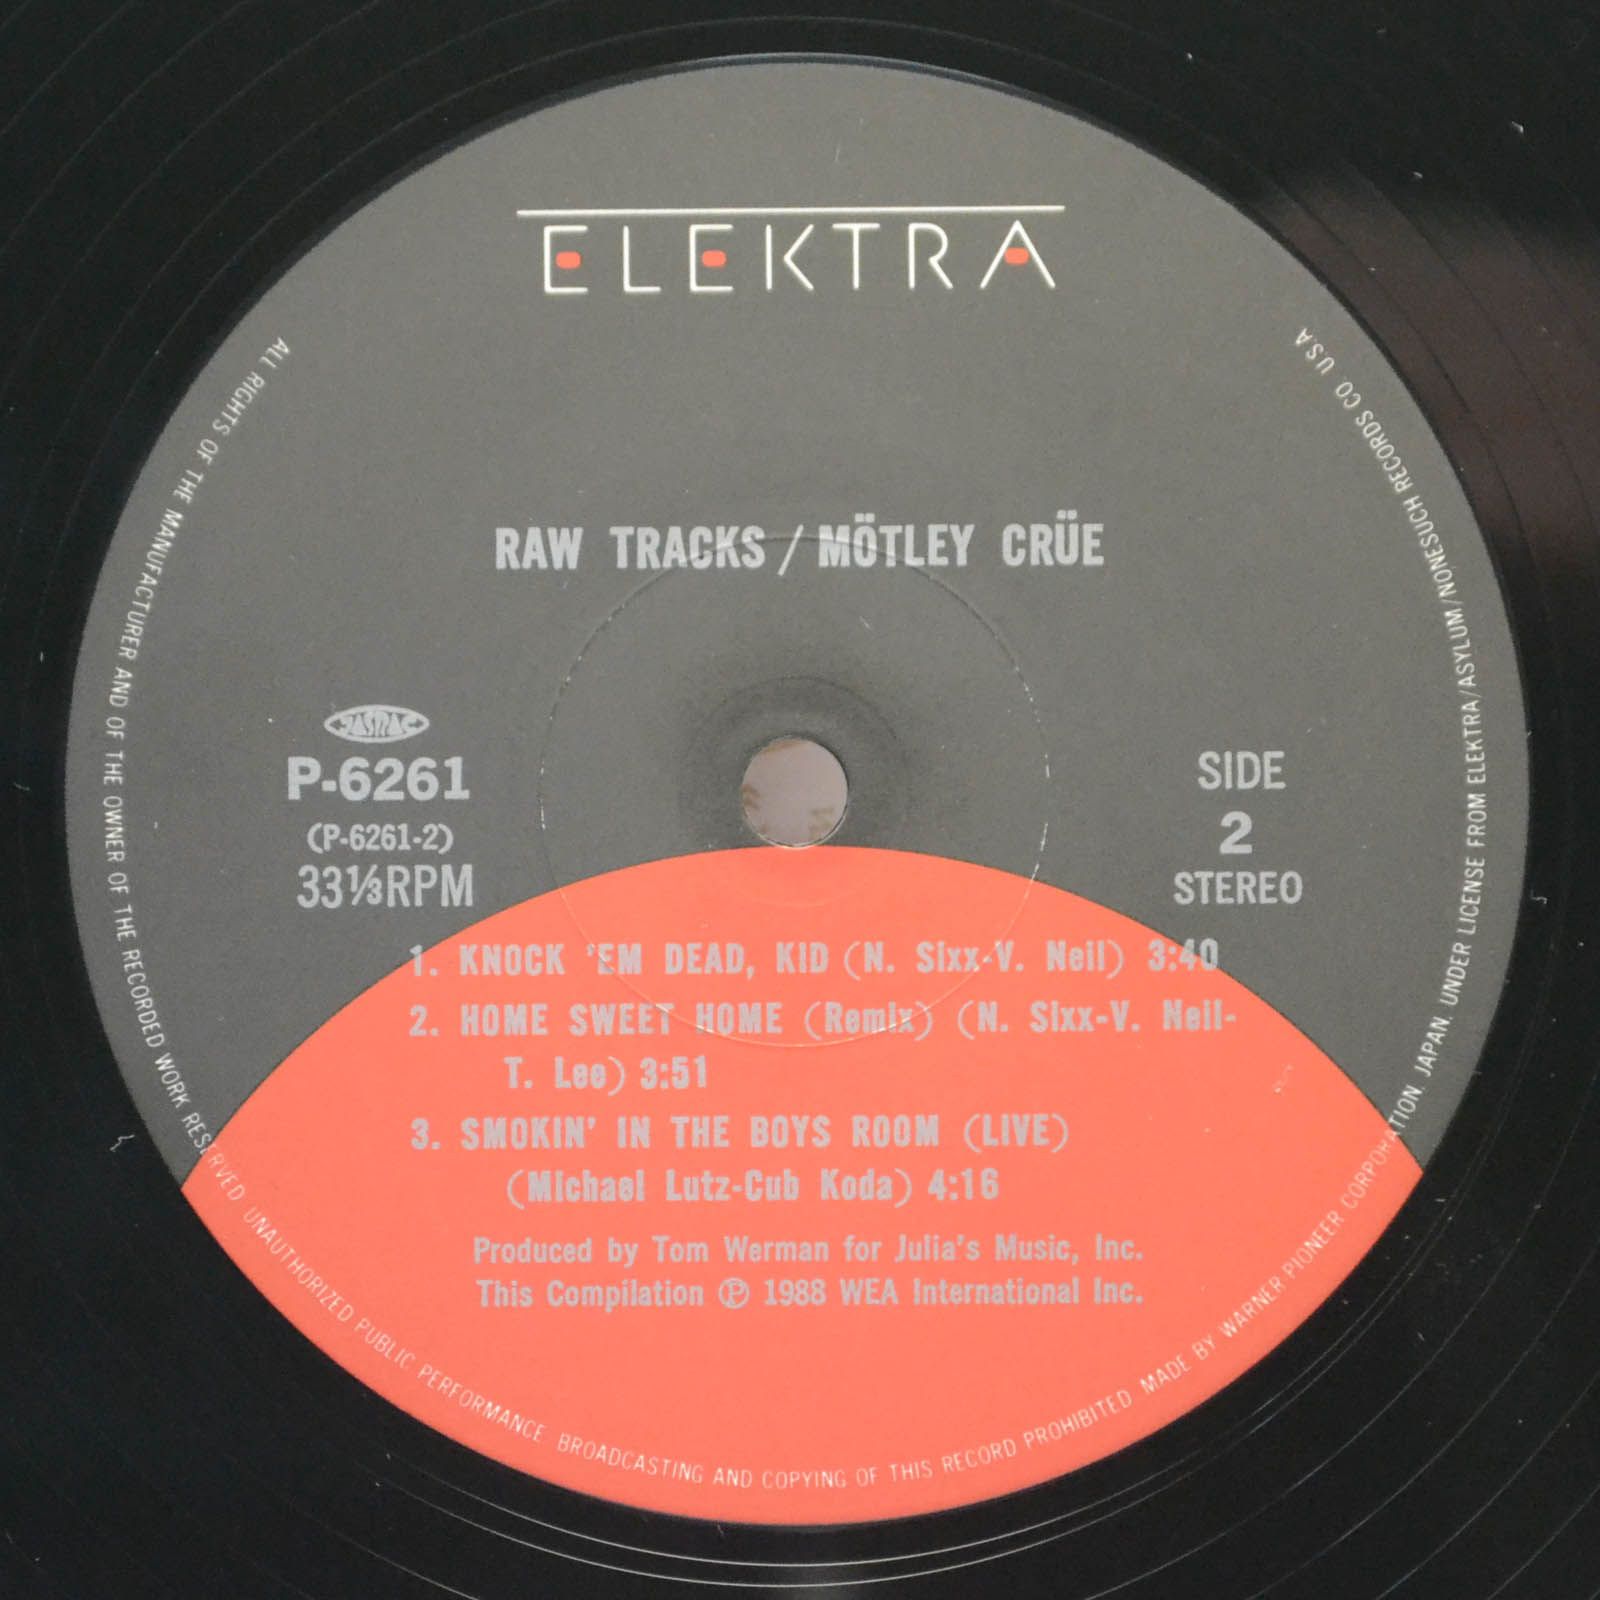 ELEKTRA
RAW TRACKS / MÖTLEY CRÜE
JASRAC
P-6261
(P-6261-2)
33⅓RPM
SIDE
2
STEREO
1. KNOCK 'EM DEAD, KID (N. Sixx-V. Neil) 3:40
2. HOME SWEET HOME (Remix) (N. Sixx-V. Neil-
T. Lee) 3:51
3. SMOKIN' IN THE BOYS ROOM (LIVE)
(Michael Lutz-Cub Koda) 4:16
Produced by Tom Werman for Julia's Music, Inc.
This Compilation ℗ 1988 WEA International Inc.
ALL RIGHTS OF THE MANUFACTURER AND OF THE OWNER OF THE RECORDED WORK RESERVED. UNAUTHORIZED PUBLIC PERFORMANCE. BROADCASTING AND COPYING OF THIS RECORD PROHIBITED. MADE BY WARNER PIONEER CORPORATION. JAPAN. UNDER LICENSE FROM ELEKTRA/ASYLUM/NONESUCH RECORDS CO. U.S.A